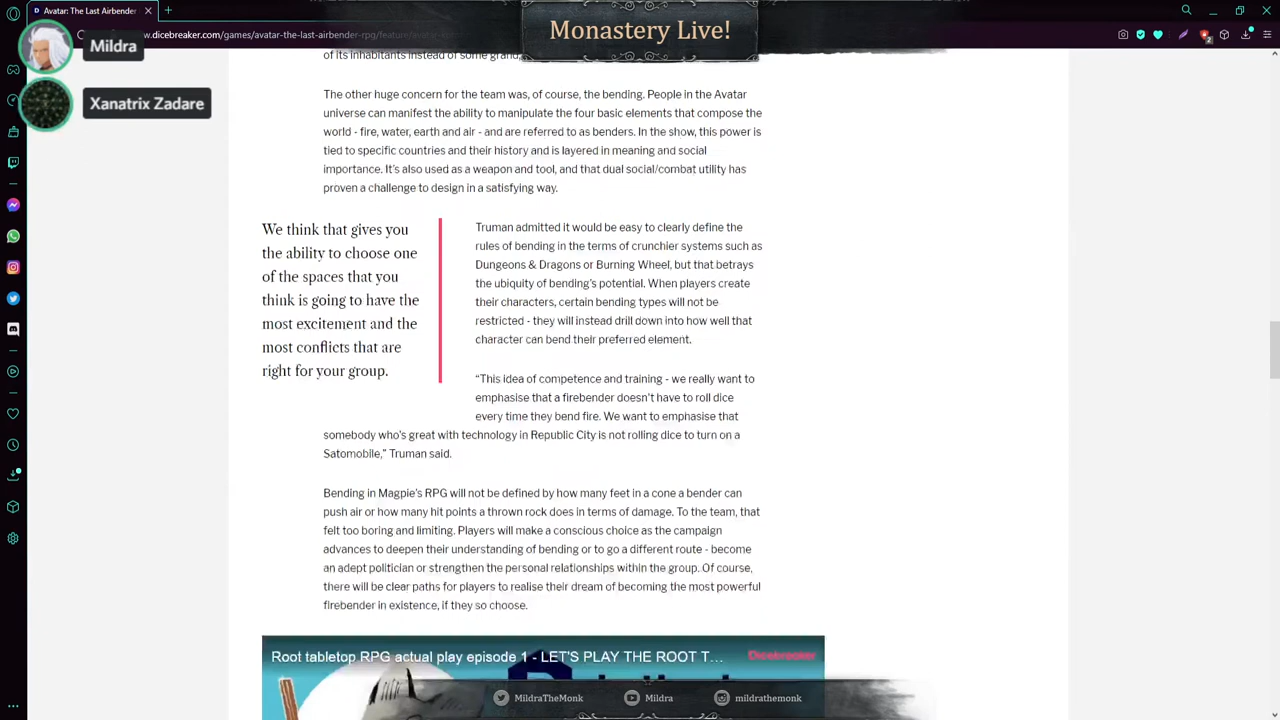 Avatar: The Last Airbender
Monastery Live!
w.dicebreaker.com/games/avatar-the-last-airbender-rpg/feature/
Mildra
Xanatrix Zadare
of its inhabitants instead of some
The other huge concern for the team was, of course, the bending. People in the Avatar
universe can manifest the ability to manipulate the four basic elements that compose the
world - fire, water, earth and air - and are referred to as benders. In the show, this power is
tied to specific countries and their history and is layered in meaning and social
importance. It's also used as a weapon and tool, and that dual social/combat utility has
proven a challenge to design in a satisfying way.
We think that gives you
the ability to choose one
of the spaces that you
think is going to have the
most excitement and the
most conflicts that are
right for your group.
Truman admitted it would be easy to clearly define the
rules of bending in the terms of crunchier systems such as
Dungeons & Dragons or Burning Wheel, but that betrays
the ubiquity of bending's potential. When players create
their characters, certain bending types will not be
restricted - they will instead drill down into how well that
character can bend their preferred element.
“This idea of competence and training - we really want to
emphasise that a firebender doesn't have to roll dice
every time they bend fire. We want to emphasise that
somebody who's great with technology in Republic City is not rolling dice to turn on a
Satomobile,” Truman said.
Bending in Magpie's RPG will not be defined by how many feet in a cone a bender can
push air or how many hit points a thrown rock does in terms of damage. To the team, that
felt too boring and limiting. Players will make a conscious choice as the campaign
advances to deepen their understanding of bending or to go a different route - become
an adept politician or strengthen the personal relationships within the group. Of course,
there will be clear paths for players to realise their dream of becoming the most powerful
firebender in existence, if they so choose.
Root tabletop RPG actual play episode 1 - LET'S PLAY THE ROOT T...
Dicebreaker
MildraTheMonk
Mildra
mildrathemonk